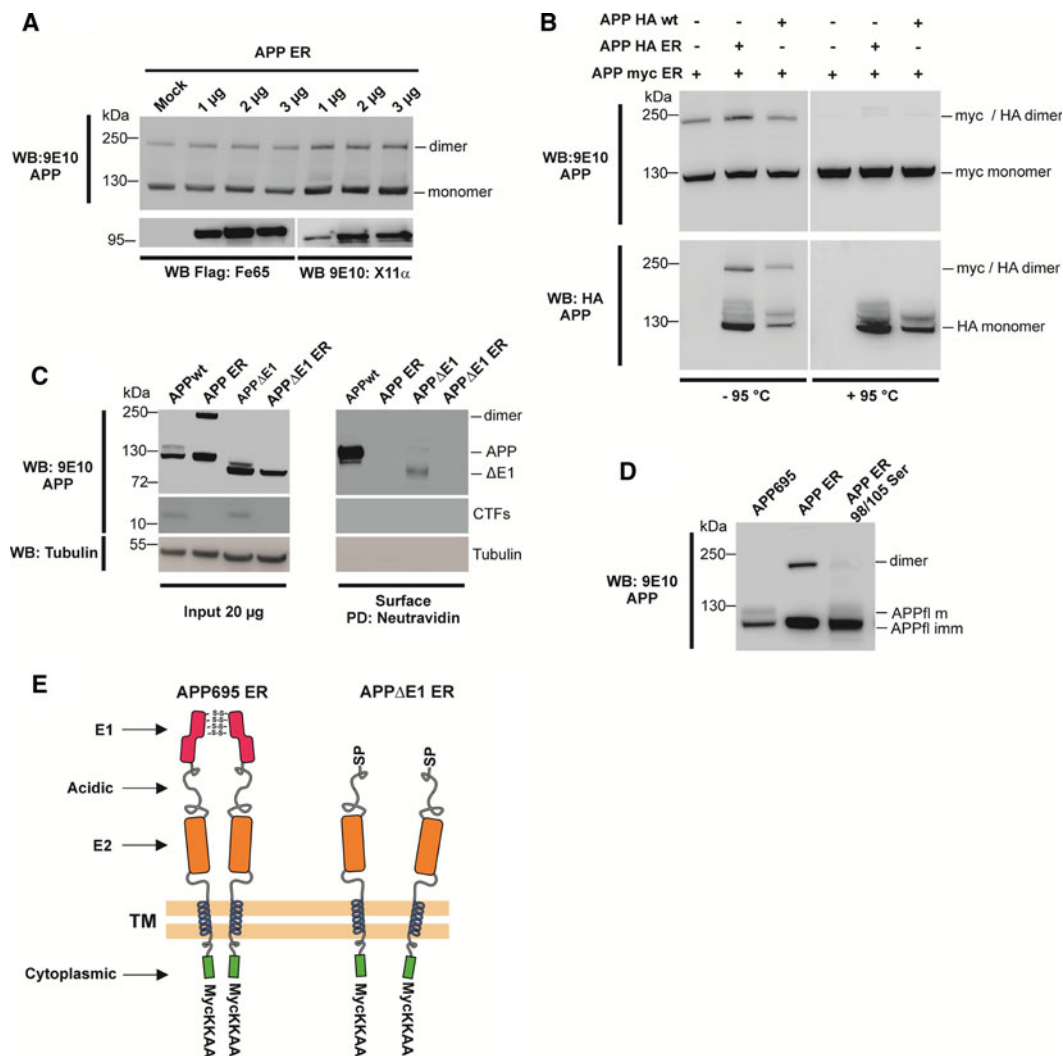 A
APP ER
Mock 1 µg 2 µg 3 µg 1 µg 2 µg 3 µg
kDa
250
130
95
WB:9E10
APP
dimer
monomer
WB Flag: Fe65 WB 9E10: X11α
B
APP HA wt - - + - - +
APP HA ER - + - - + -
APP myc ER + + + + + +
kDa
250
130
WB:9E10
APP
myc / HA dimer
myc monomer
250
130
WB: HA
APP
myc / HA dimer
HA monomer
- 95 °C + 95 °C
C
APPwt APP ER APPΔE1 APPΔE1 ER APPwt APP ER APPΔE1 APPΔE1 ER
kDa
250
130
72
10
55
WB: 9E10
APP
WB: Tubulin
dimer
APP
ΔE1
CTFs
Tubulin
Input 20 µg
Surface
PD: Neutravidin
D
APP695 APP ER APP ER
98/105 Ser
kDa
250
130
WB: 9E10
APP
dimer
APPfl m
APPfl imm
E
APP695 ER APPΔE1 ER
E1
S-S
S-S
S-S
S-S
SP SP
Acidic
E2
TM
Cytoplasmic
MycKKAA MycKKAA MycKKAA MycKKAA